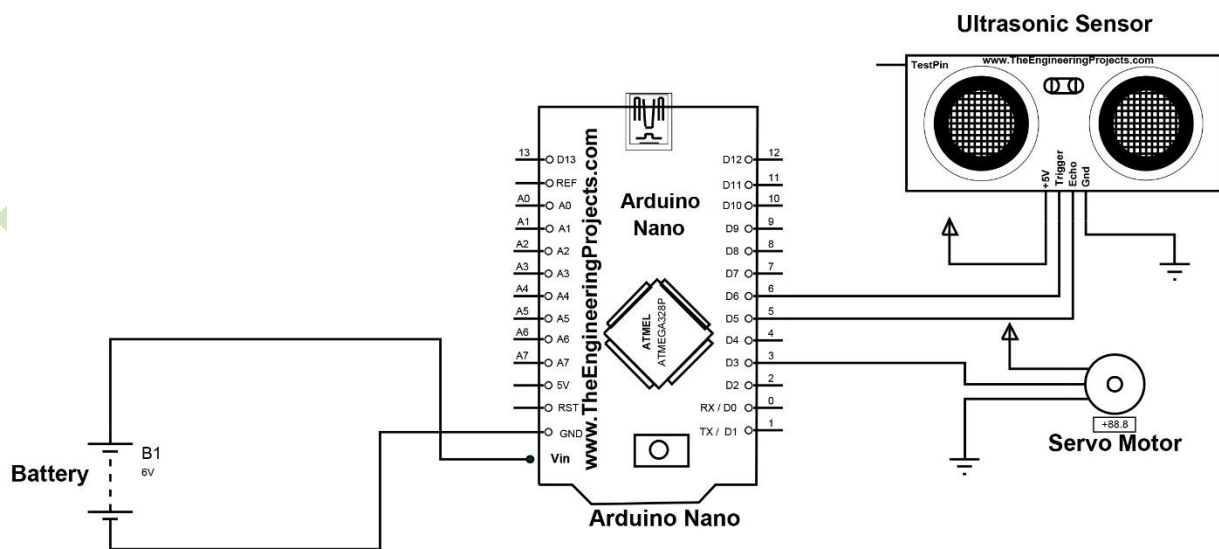 Ultrasonic Sensor
www.TheEngineeringProjects.com
TestPin
+5V
Trigger
Echo
Gnd
www.TheEngineeringProjects.com
Arduino
Nano
ATMEL
ATMEGA328P
13 D13
REF
A0 A0
A1 A1
A2 A2
A3 A3
A4 A4
A5 A5
A6 A6
A7 A7
5V
RST
GND
Vin
D12 12
D11 11
D10 10
D9 9
D8 8
D7 7
D6 6
D5 5
D4 4
D3 3
D2 2
RX / D0 0
TX / D1 1
Arduino Nano
Battery
B1
6V
+88.8
Servo Motor